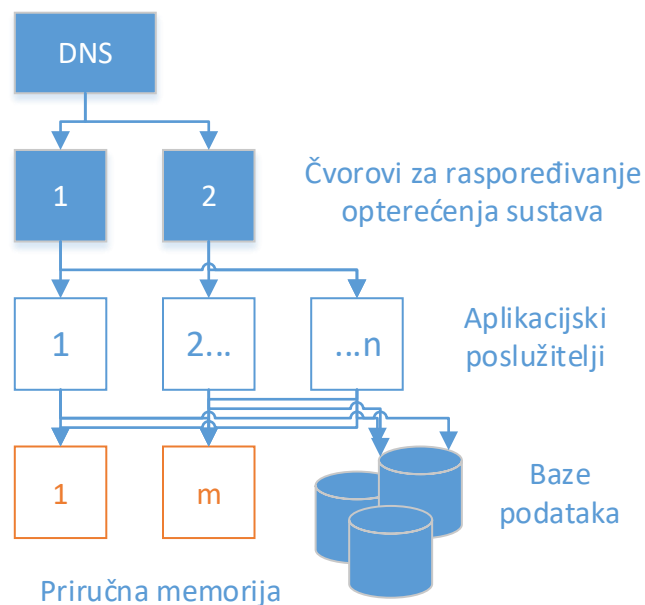 DNS
1
2
Čvorovi za raspoređivanje
opterećenja sustava
1
2...
...n
Aplikacijski
poslužitelji
1
m
Baze
podataka
Priručna memorija